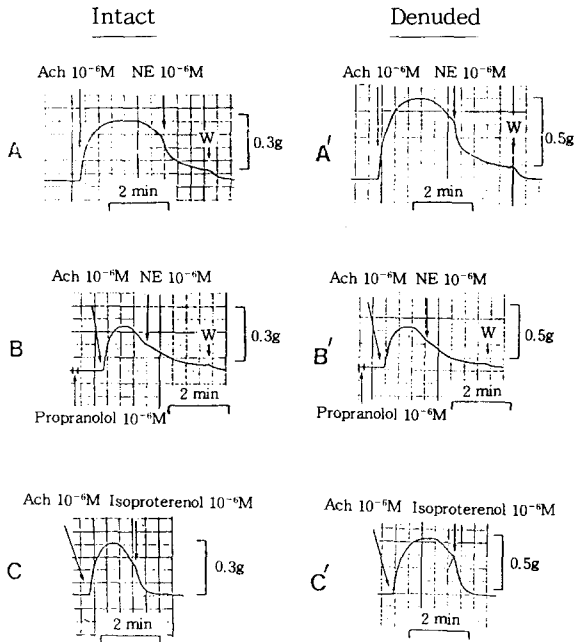 Intact Denuded
Ach 10⁻⁶M NE 10⁻⁶M Ach 10⁻⁶M NE 10⁻⁶M
A W 0.3g A′ W 0.5g
2 min 2 min
Ach 10⁻⁶M NE 10⁻⁶M Ach 10⁻⁶M NE 10⁻⁶M
B W 0.3g B′ W 0.5g
2 min 2 min
Propranolol 10⁻⁶M Propranolol 10⁻⁶M
Ach 10⁻⁶M Isoproterenol 10⁻⁶M Ach 10⁻⁶M Isoproterenol 10⁻⁶M
C 0.3g C′ 0.5g
2 min 2 min